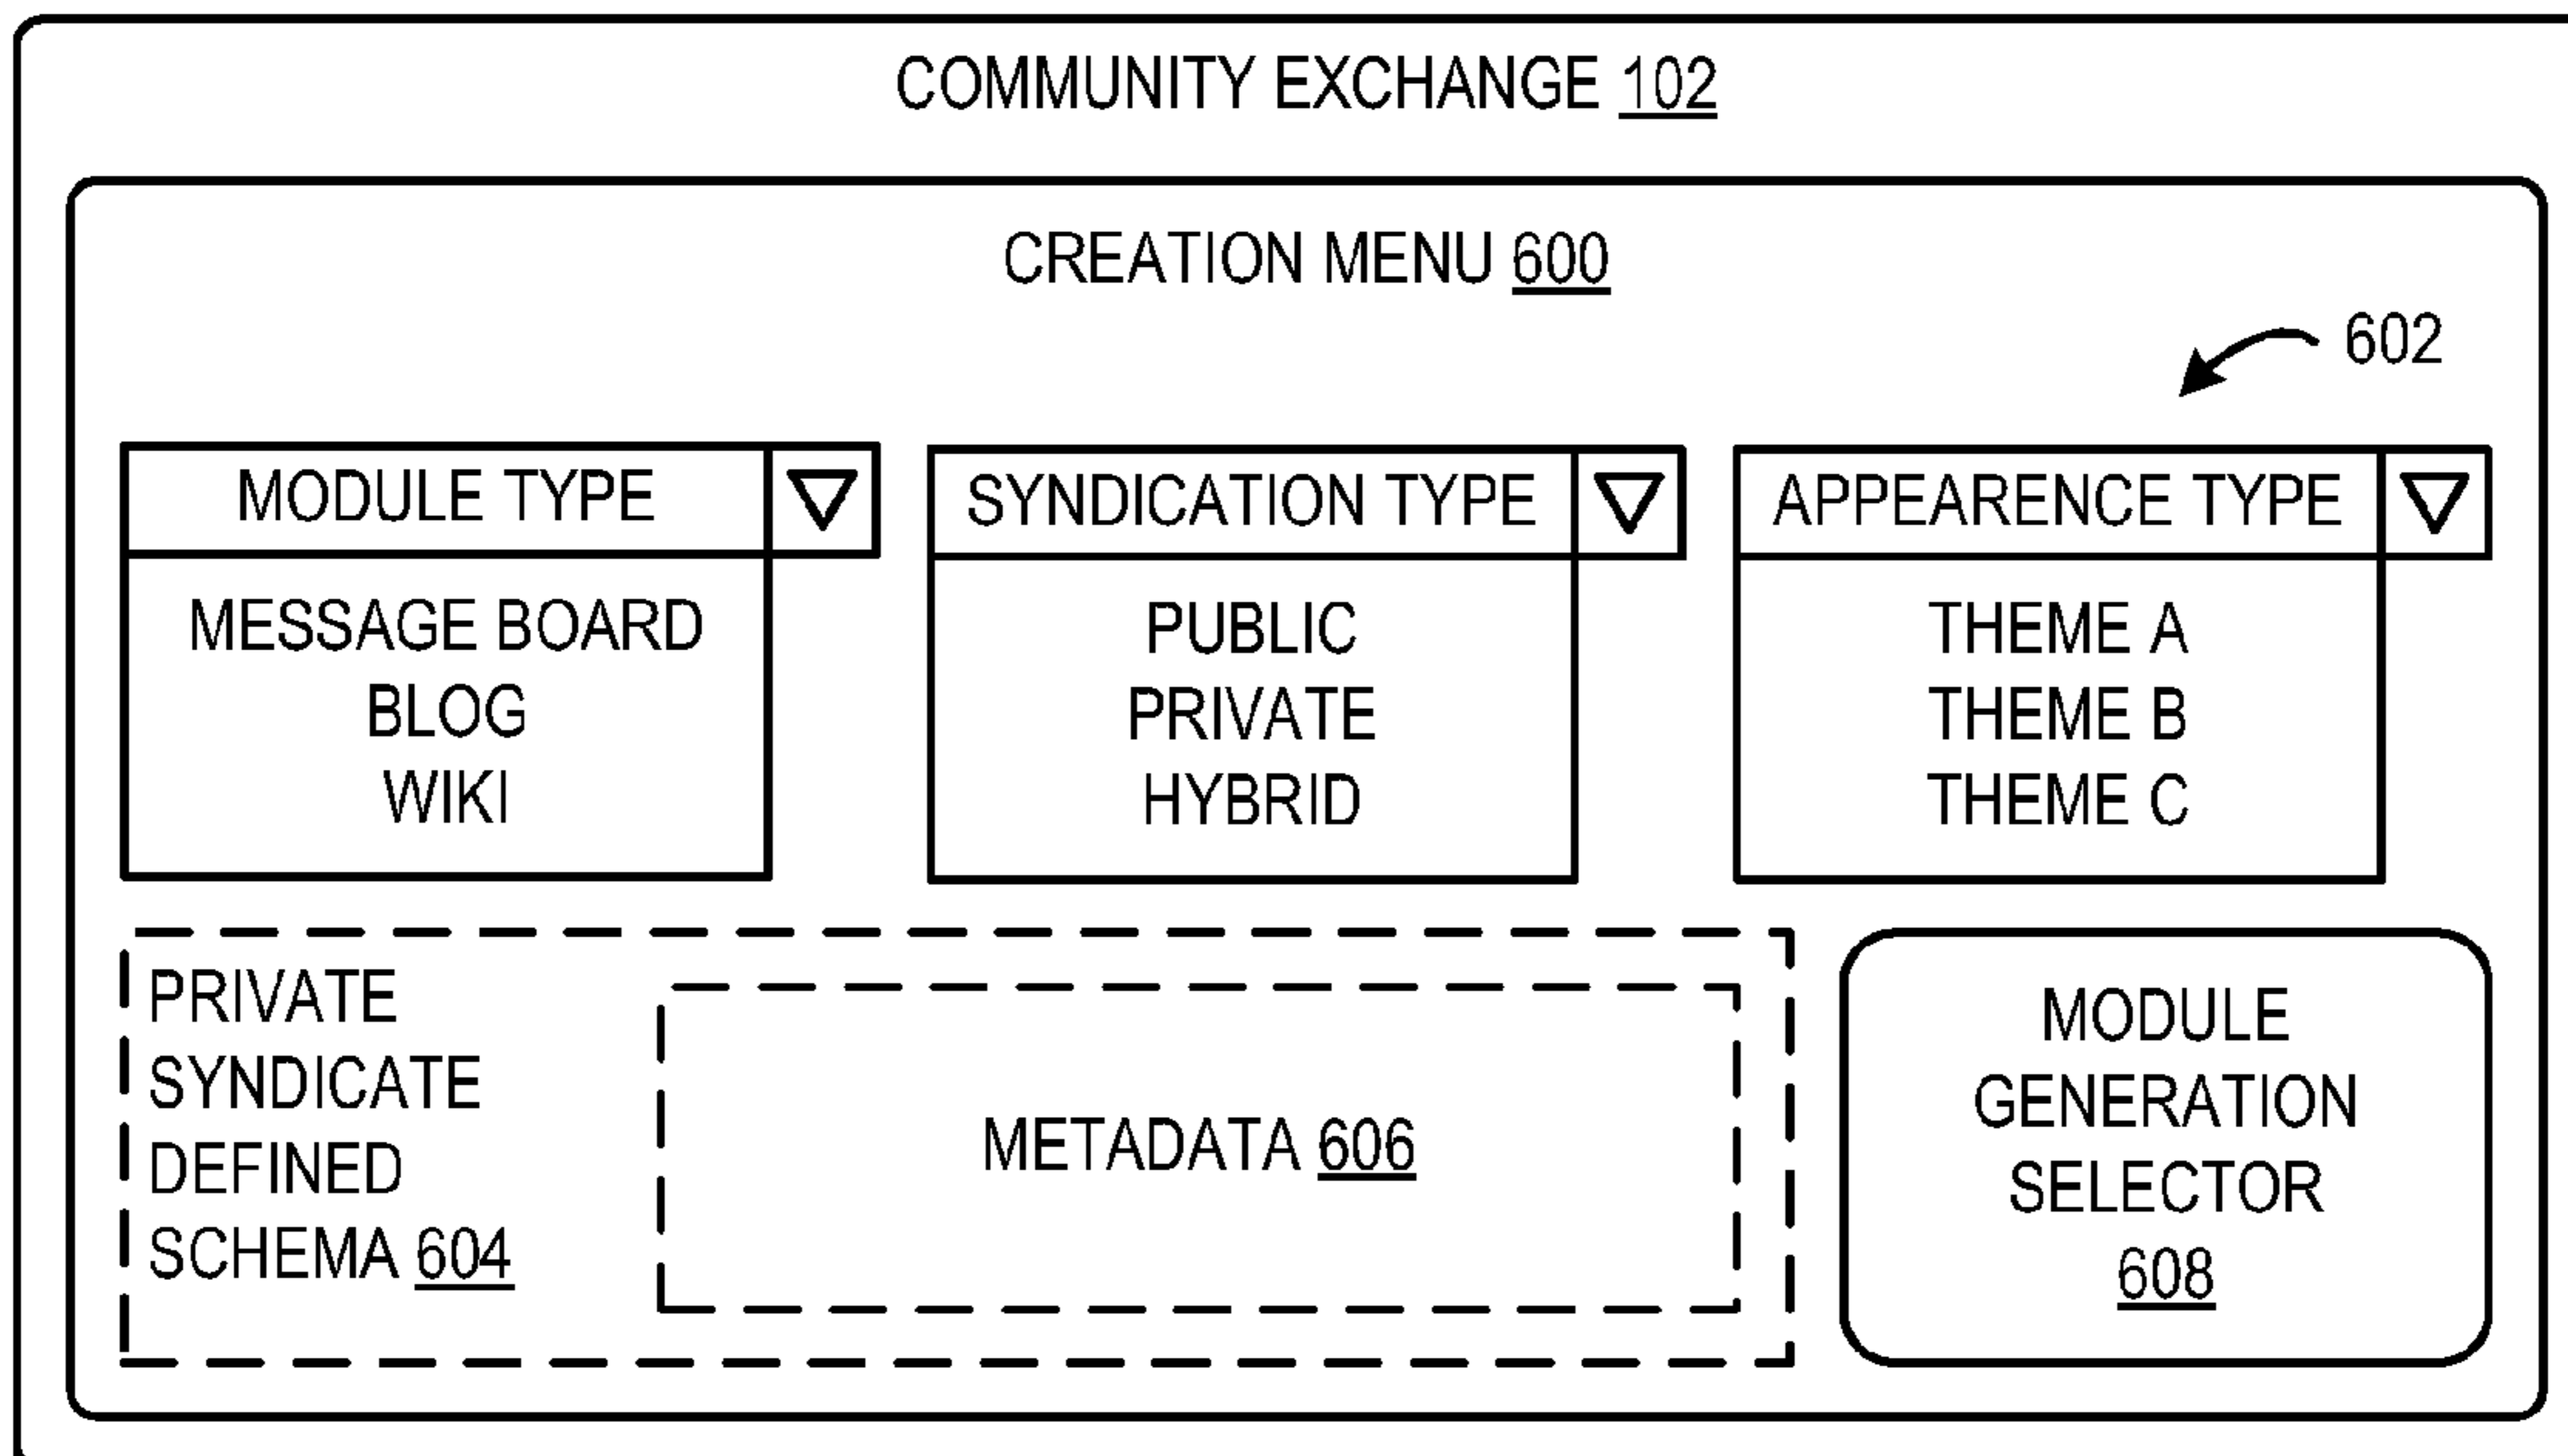 COMMUNITY EXCHANGE 102
CREATION MENU 600
602
MODULE TYPE
MESSAGE BOARD
BLOG
WIKI
SYNDICATION TYPE
PUBLIC
PRIVATE
HYBRID
APPEARENCE TYPE
THEME A
THEME B
THEME C
PRIVATE
SYNDICATE
DEFINED
SCHEMA 604
METADATA 606
MODULE
GENERATION
SELECTOR
608